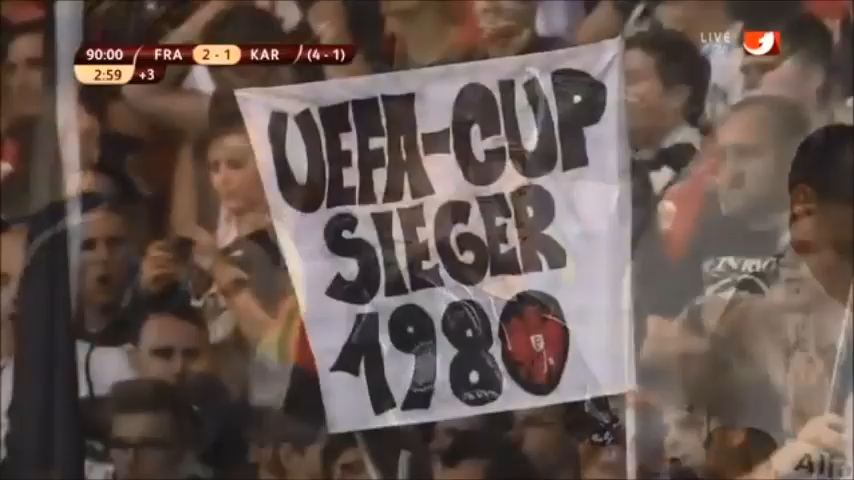 90:00 FRA 2-1 KAR (4-1)
2:59 +3
LIVE
UEFA-CUP
SIEGER
1980